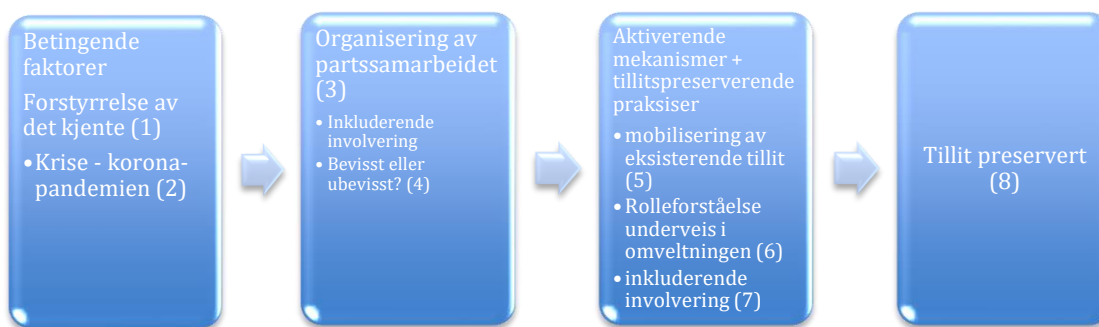 Betingende
faktorer
Forstyrrelse av
det kjente (1)
• Krise - korona-
pandemien (2)
Organisering av
partssamarbeidet
(3)
• Inkluderende
involvering
• Bevisst eller
ubevisst? (4)
Aktiverende
mekanismer +
tillitspreserverende
praksiser
• mobilisering av
eksisterende tillit
(5)
• Rolleforståelse
underveis i
omveltningen (6)
• inkluderende
involvering (7)
Tillit preservert
(8)